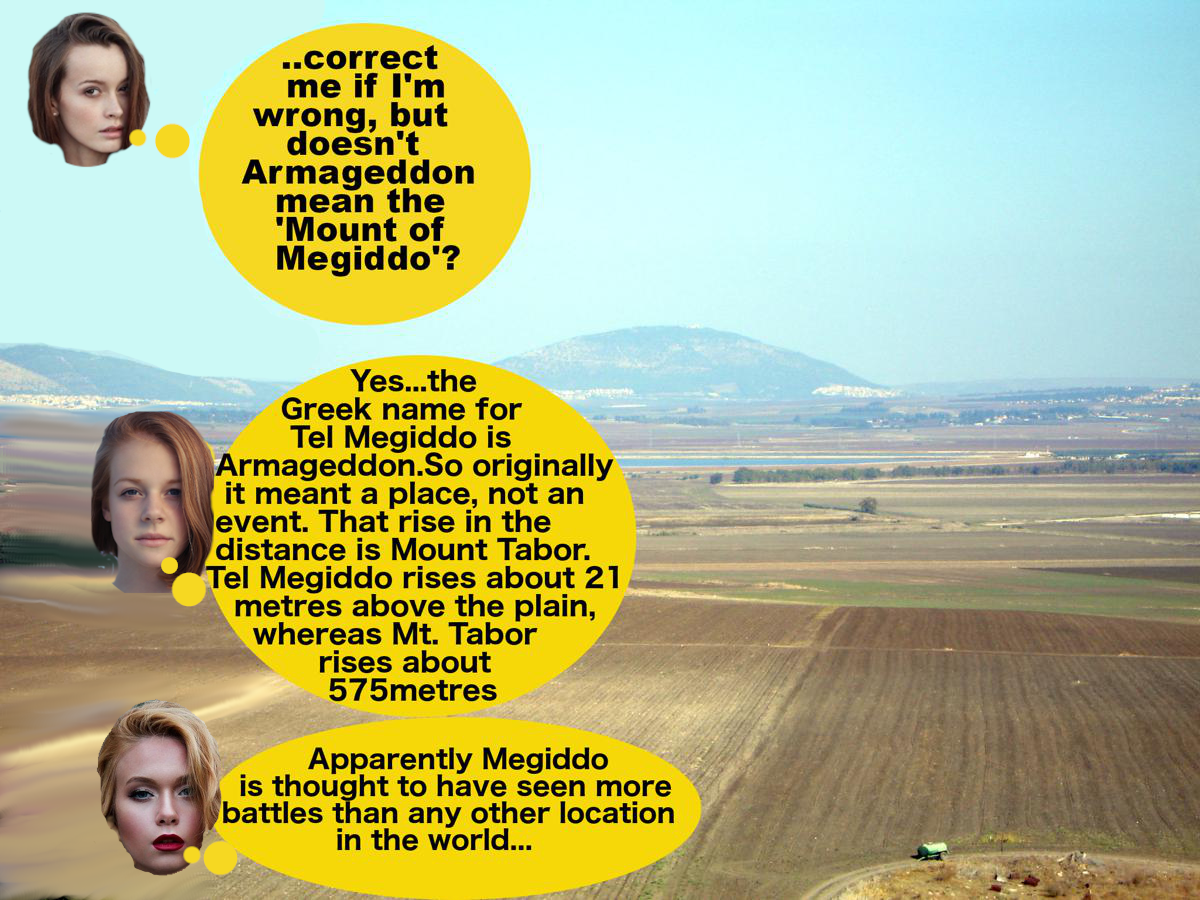 ..correct
me if I'm
wrong, but
doesn't
Armageddon
mean the
'Mount of
Megiddo'?
Yes...the
Greek name for
Tel Megiddo is
Armageddon.So originally
it meant a place, not an
event. That rise in the
distance is Mount Tabor.
Tel Megiddo rises about 21
metres above the plain,
whereas Mt. Tabor
rises about
575metres
Apparently Megiddo
is thought to have seen more
battles than any other location
in the world...